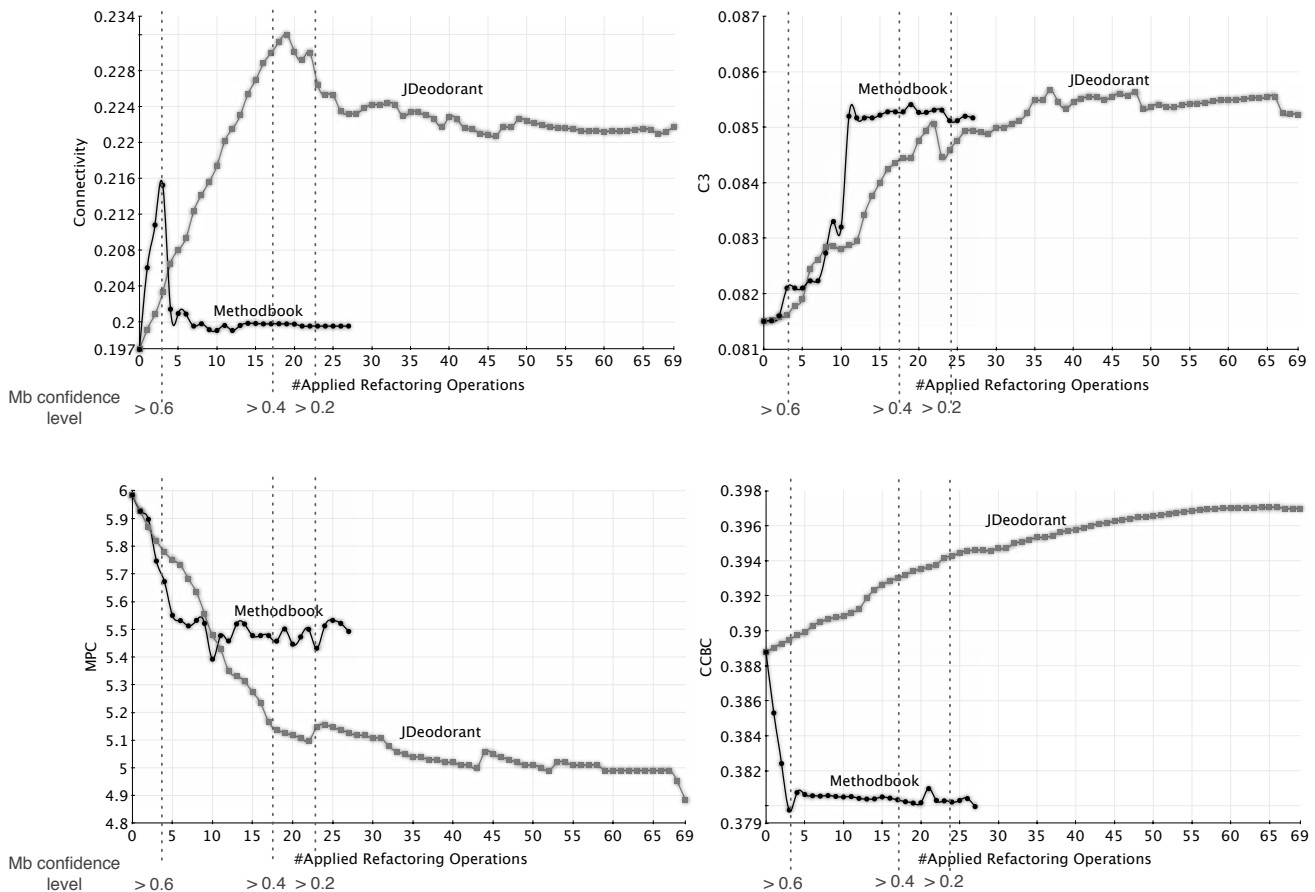 0.234
0.228
0.224
0.22
0.216
0.212
0.208
0.204
0.2
0.197
Connectivity
JDeodorant
Methodbook
0 5 10 15 20 25 30 35 40 45 50 55 60 65 69
#Applied Refactoring Operations
Mb confidence
level
> 0.6 > 0.4 > 0.2
0.087
0.086
0.085
0.084
0.083
0.082
0.081
C3
Methodbook
JDeodorant
0 5 10 15 20 25 30 35 40 45 50 55 60 65 69
#Applied Refactoring Operations
> 0.6 > 0.4 > 0.2
6
5.9
5.8
5.7
5.6
5.5
5.4
5.3
5.2
5.1
5
4.9
4.8
MPC
Methodbook
JDeodorant
0 5 10 15 20 25 30 35 40 45 50 55 60 65 69
#Applied Refactoring Operations
Mb confidence
level
> 0.6 > 0.4 > 0.2
0.398
0.396
0.394
0.392
0.39
0.388
0.386
0.384
0.382
0.379
CCBC
JDeodorant
Methodbook
0 5 10 15 20 25 30 35 40 45 50 55 60 65 69
#Applied Refactoring Operations
> 0.6 > 0.4 > 0.2